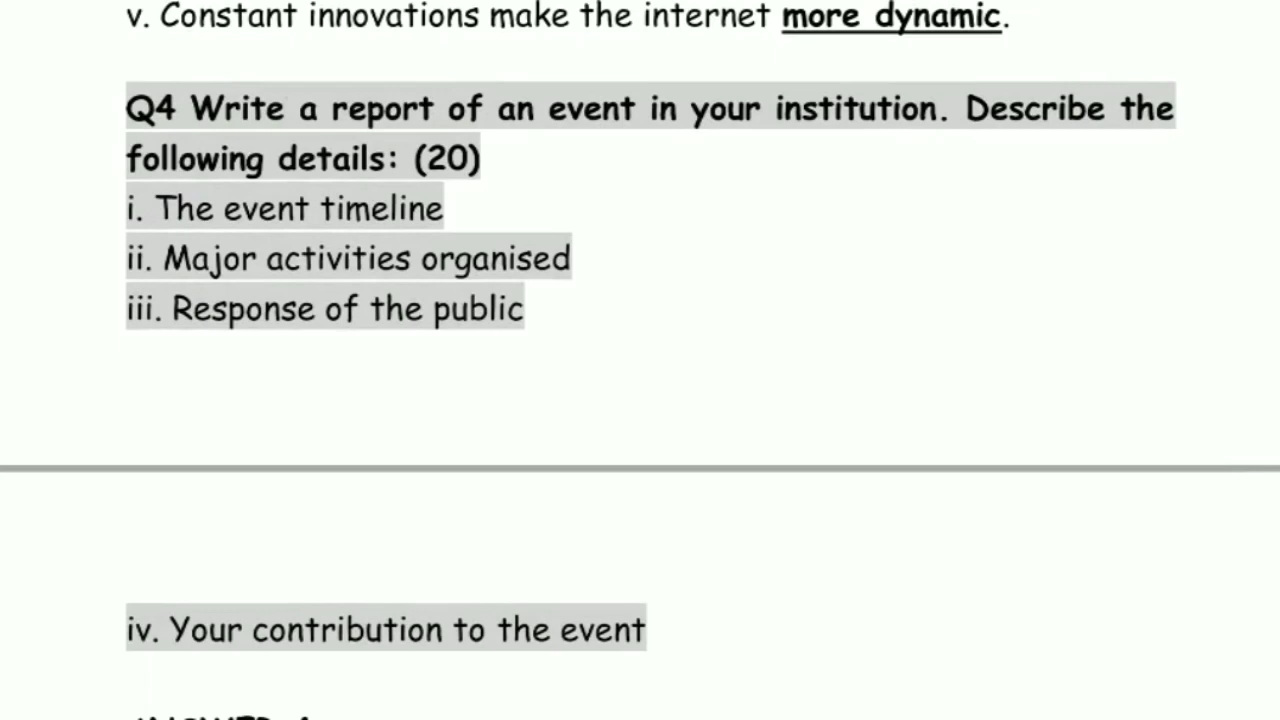 v. Constant innovations make the internet more dynamic.
Q4 Write a report of an event in your institution. Describe the
following details: (20)
i. The event timeline
ii. Major activities organised
iii. Response of the public
iv. Your contribution to the event